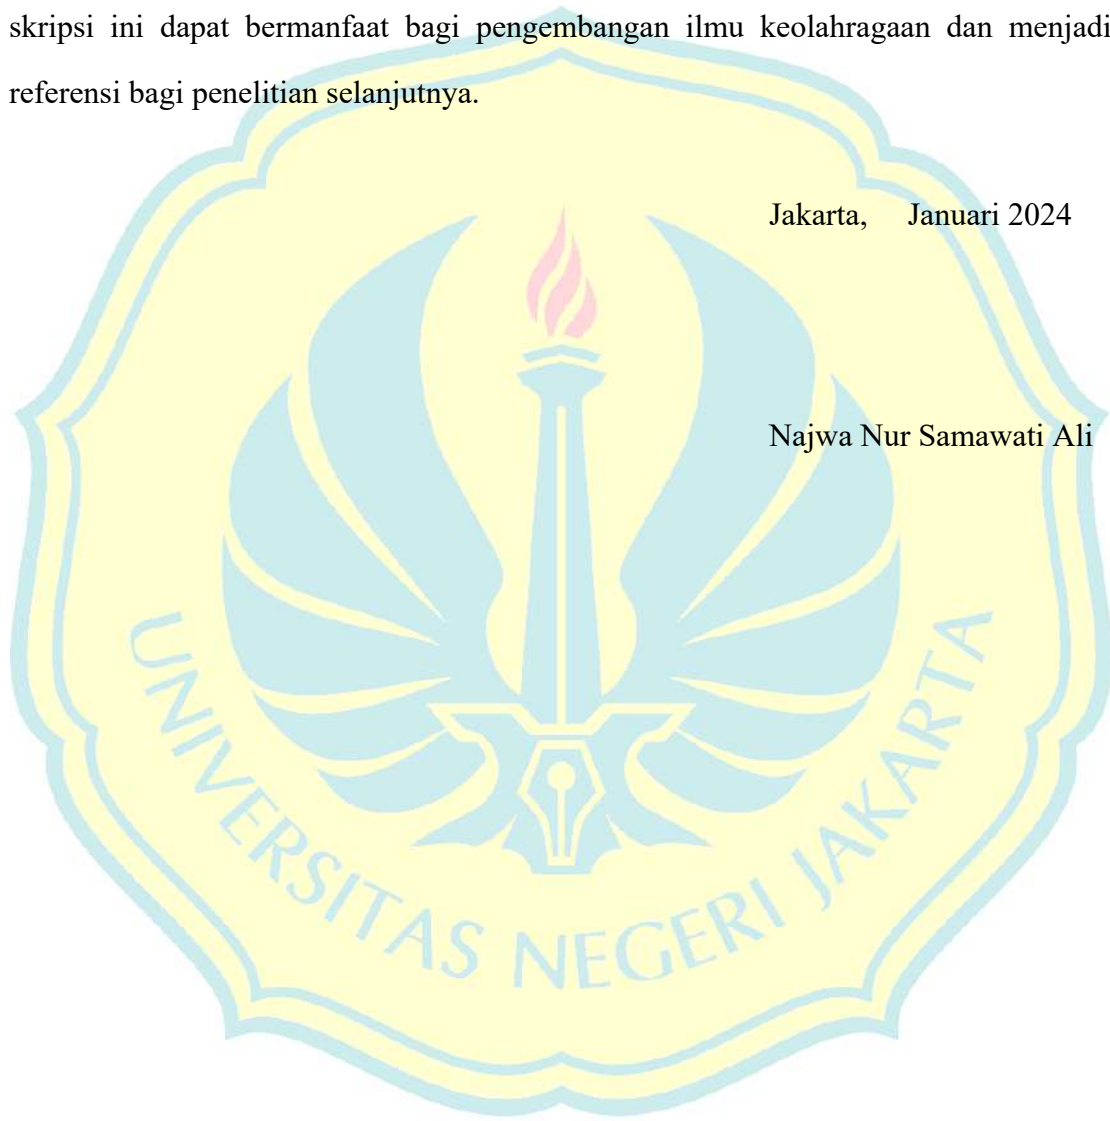 skripsi ini dapat bermanfaat bagi pengembangan ilmu keolahragaan dan menjadi
referensi bagi penelitian selanjutnya.
Jakarta, Januari 2024
Najwa Nur Samawati Ali
UNIVERSITAS NEGERI JAKARTA